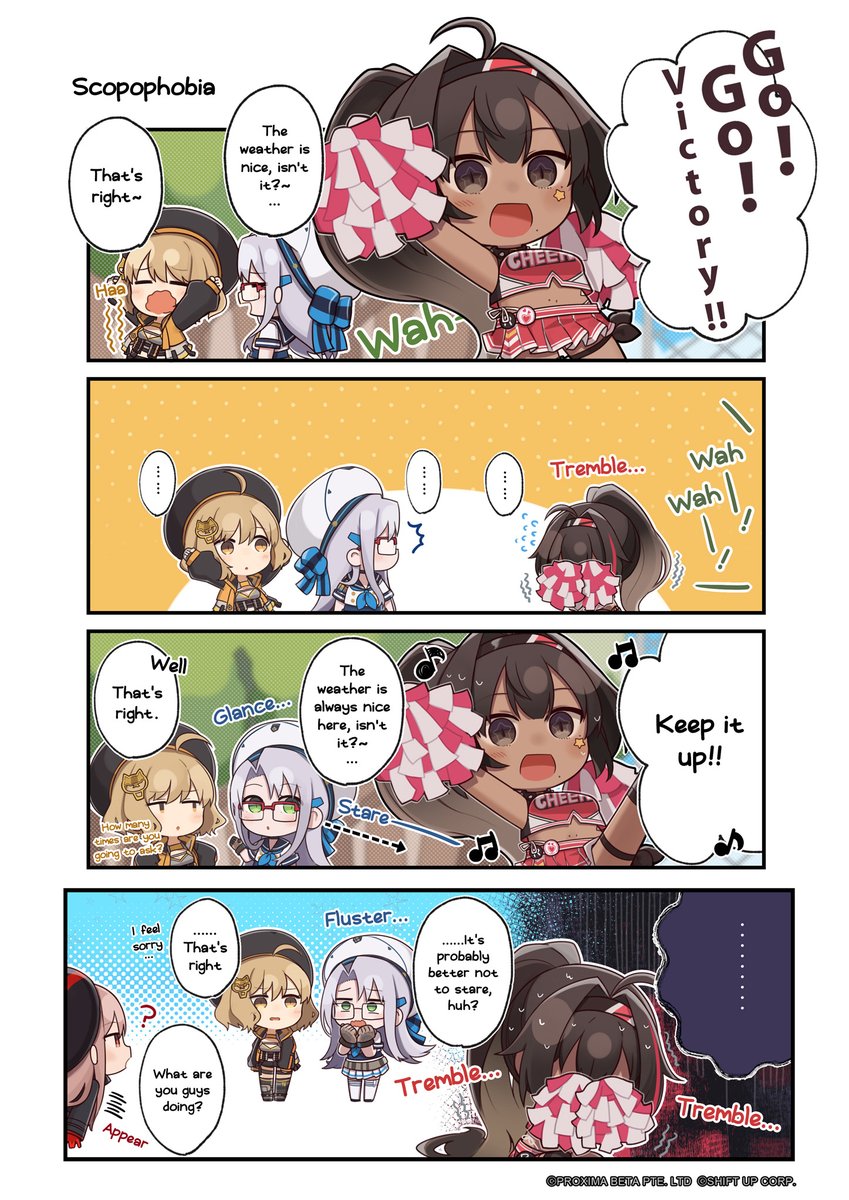 Scopophobia
Go!
Go!
Victory!!
CHEER
The
weather is
nice, isn't
it?~
...
That's
right~
Haa
Wah-
......
......
......
Tremble...
Wah
Wah
Keep it
up!!
CHEER
The
weather is
always nice
here, isn't
it?~
...
Stare
Glance...
Well
That's
right.
How many
times are you
going to ask?
.........
Tremble...
Tremble...
......It's
probably
better not
to stare,
huh?
Fluster...
......
That's
right
I feel
sorry
...
?
What are
you guys
doing?
Appear
©PROXIMA BETA PTE. LTD ©SHIFT UP CORP.